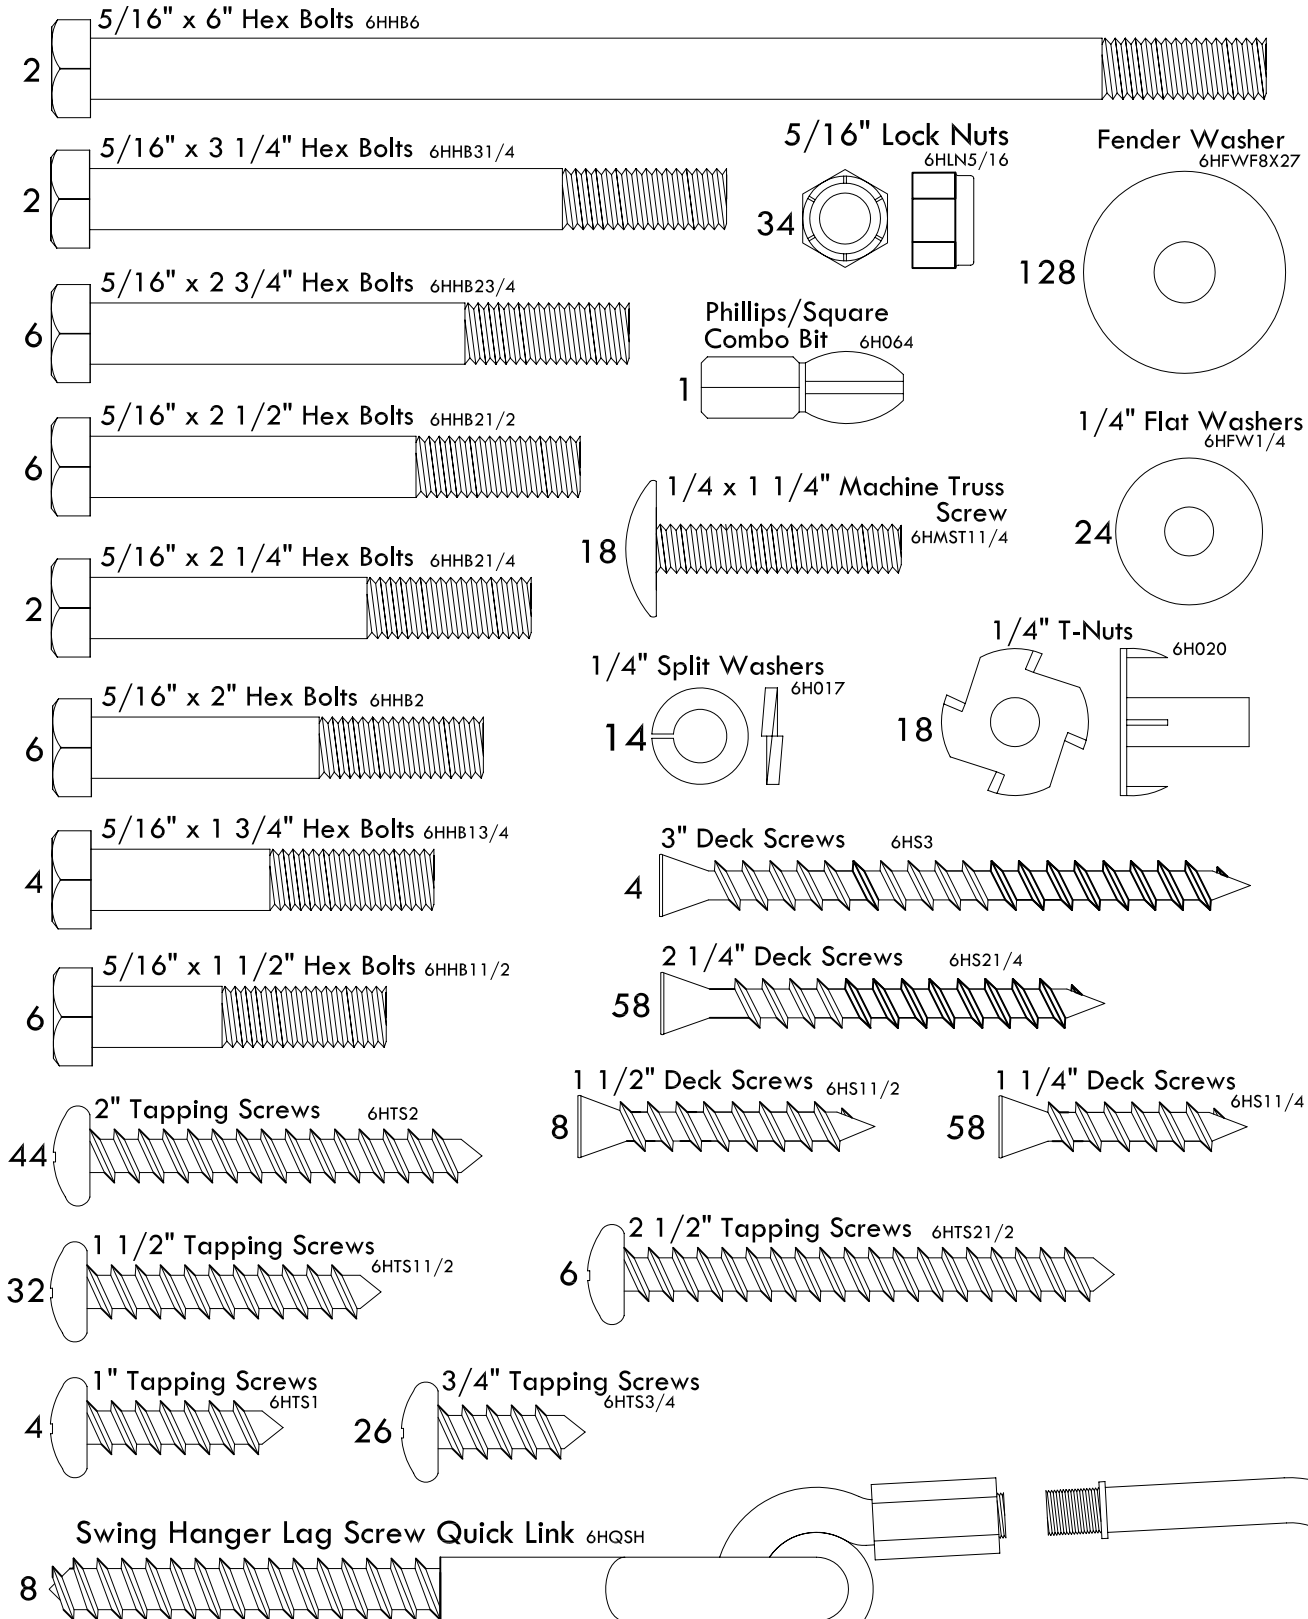 5/16" x 6" Hex Bolts 6HHB6
2
5/16" x 3 1/4" Hex Bolts 6HHB31/4
2
5/16" Lock Nuts
6HLN5/16
34
Fender Washer
6HFWF8X27
128
5/16" x 2 3/4" Hex Bolts 6HHB23/4
6
Phillips/Square
Combo Bit 6H064
1
5/16" x 2 1/2" Hex Bolts 6HHB21/2
6
1/4" Flat Washers
6HFW1/4
24
1/4 x 1 1/4" Machine Truss
Screw
6HMST11/4
18
5/16" x 2 1/4" Hex Bolts 6HHB21/4
2
1/4" T-Nuts
6H020
18
1/4" Split Washers
6H017
14
5/16" x 2" Hex Bolts 6HHB2
6
5/16" x 1 3/4" Hex Bolts 6HHB13/4
4
3" Deck Screws 6HS3
4
5/16" x 1 1/2" Hex Bolts 6HHB11/2
6
2 1/4" Deck Screws 6HS21/4
58
1 1/2" Deck Screws 6HS11/2
8
1 1/4" Deck Screws
6HS11/4
58
2" Tapping Screws 6HTS2
44
1 1/2" Tapping Screws
6HTS11/2
32
2 1/2" Tapping Screws 6HTS21/2
6
1" Tapping Screws
6HTS1
4
3/4" Tapping Screws
6HTS3/4
26
Swing Hanger Lag Screw Quick Link 6HQSH
8